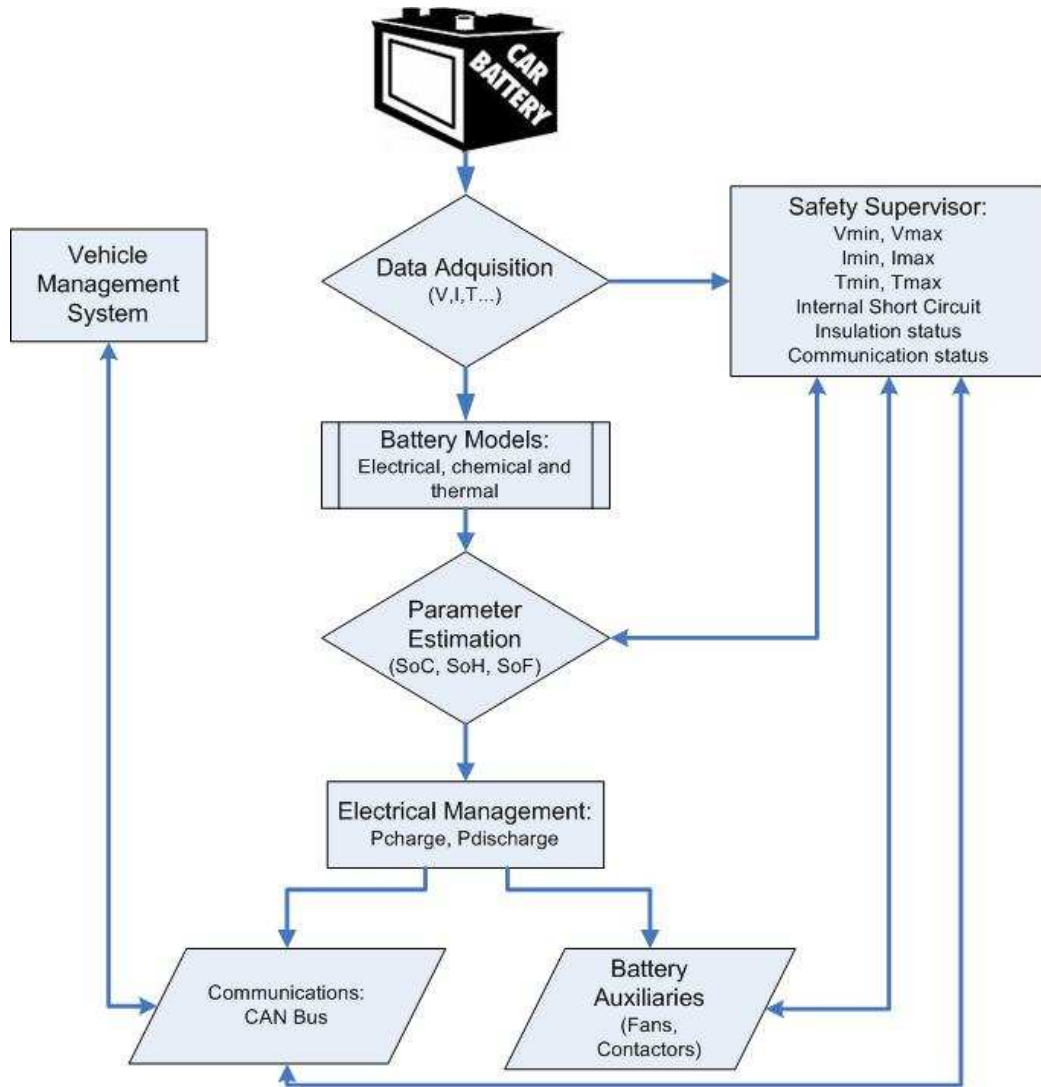 CAR
BATTERY
Data Adquisition
(V,I,T...)
Safety Supervisor:
Vmin, Vmax
Imin, Imax
Tmin, Tmax
Internal Short Circuit
Insulation status
Communication status
Vehicle
Management
System
Battery Models:
Electrical, chemical and
thermal
Parameter
Estimation
(SoC, SoH, SoF)
Electrical Management:
Pcharge, Pdischarge
Communications:
CAN Bus
Battery
Auxiliaries
(Fans,
Contactors)